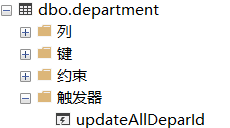 dbo.department
列
键
约束
触发器
updateAllDeparId